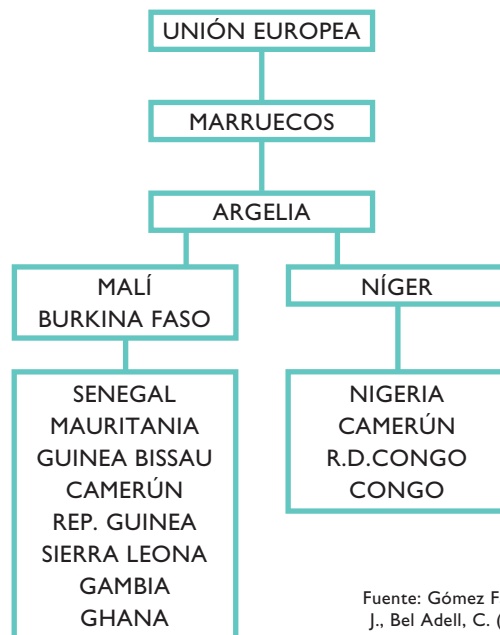 UNIÓN EUROPEA
MARRUECOS
ARGELIA
MALÍ
BURKINA FASO
NÍGER
SENEGAL
MAURITANIA
GUINEA BISSAU
CAMERÚN
REP. GUINEA
SIERRA LEONA
GAMBIA
GHANA
NIGERIA
CAMERÚN
R.D.CONGO
CONGO
Fuente: Gómez F
J., Bel Adell, C. (